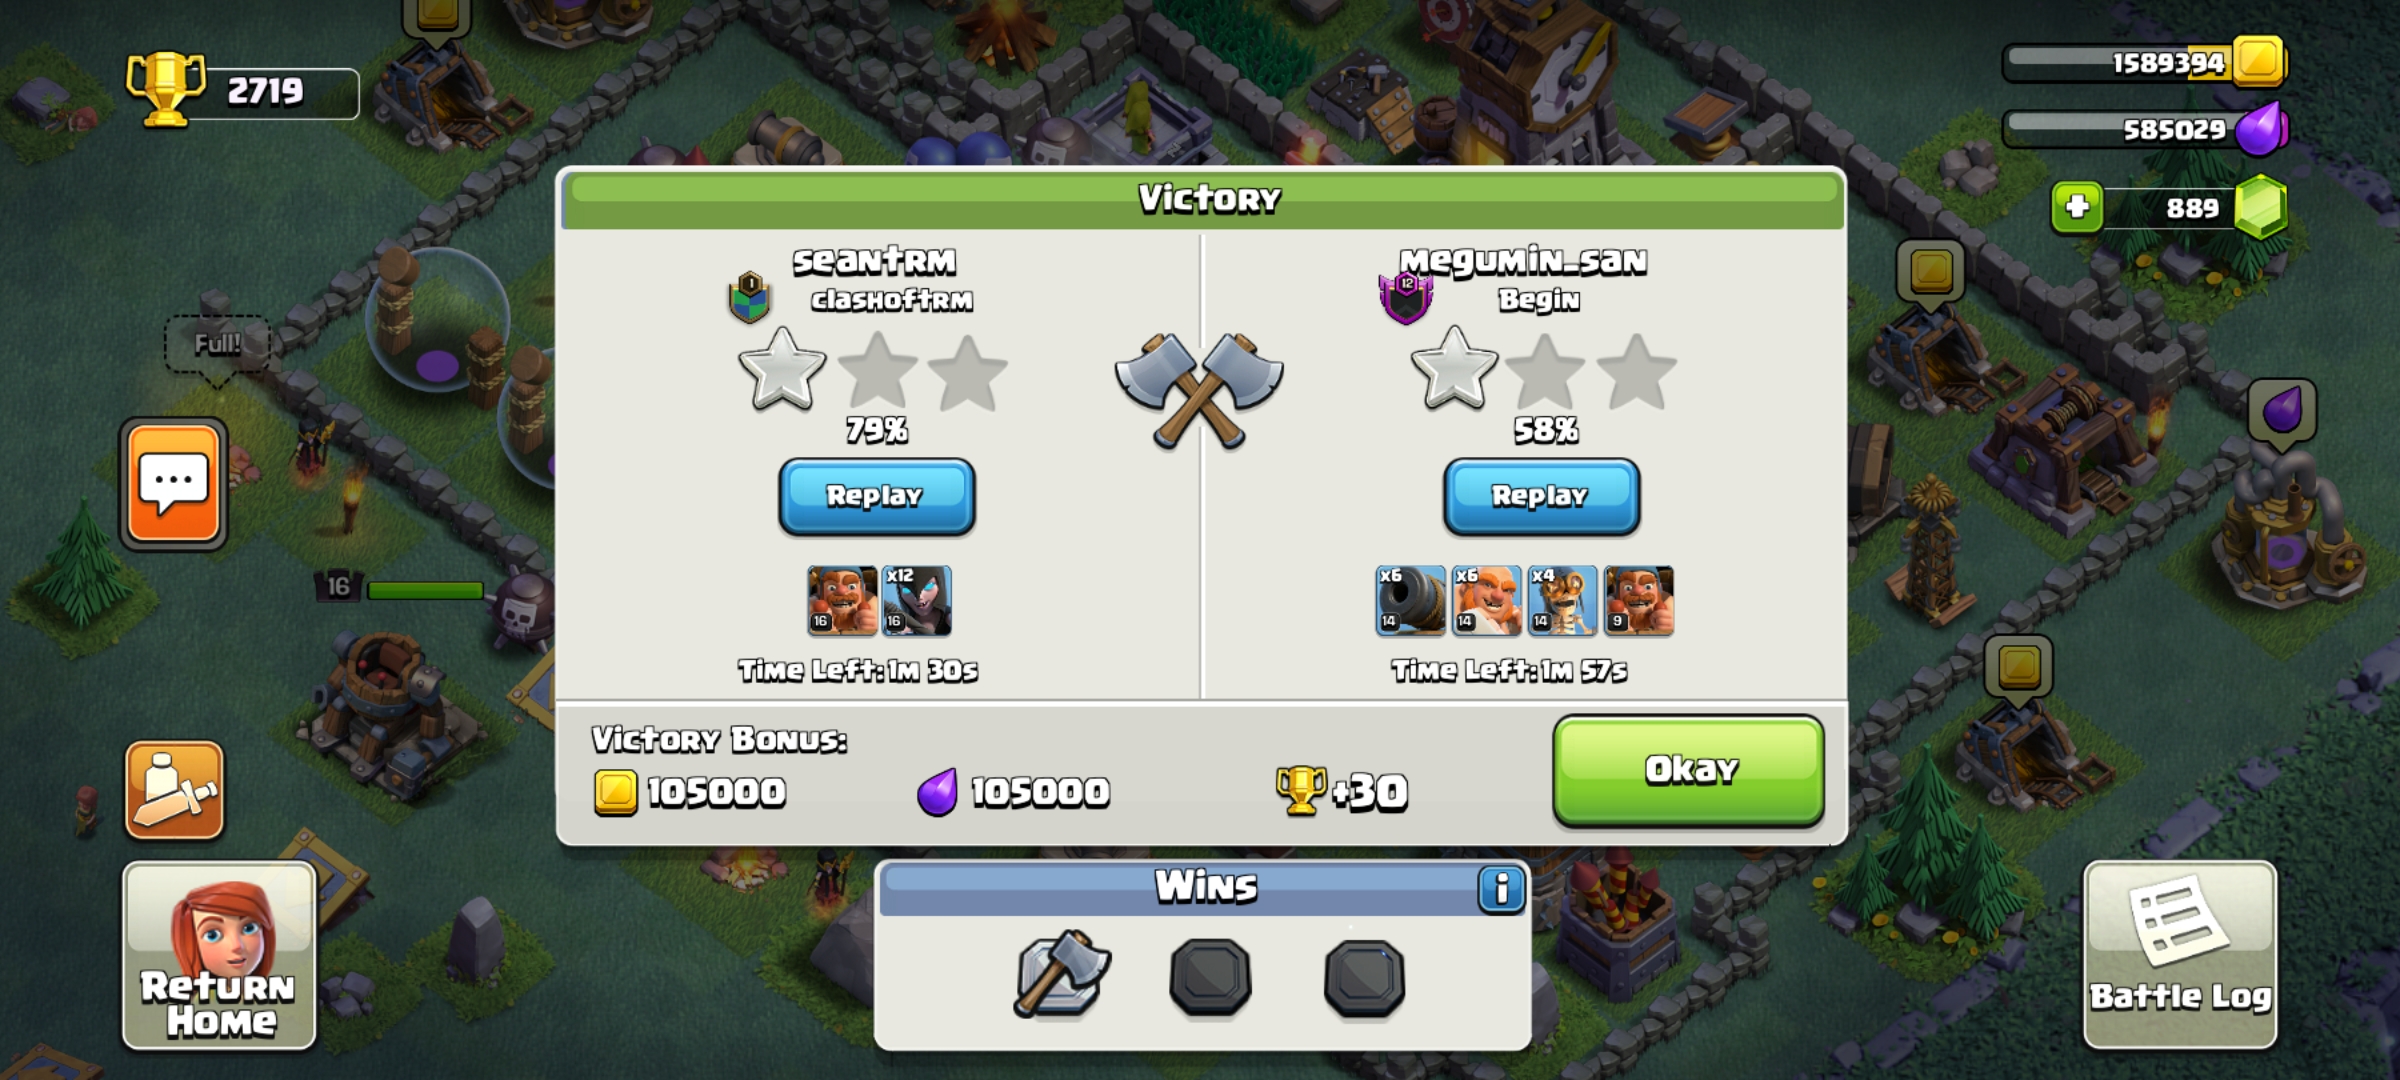 2719
1589394
585029
889
Full!
16
Victory
seantRM
clashoftRM
1
79%
Replay
16
x12
16
Time Left:1m 30s
Megumin_san
Begin
12
58%
Replay
x6
14
x6
14
x4
14
9
Time Left:1m 57s
Victory Bonus:
105000
105000
+30
Okay
Wins
i
Return
Home
Battle Log